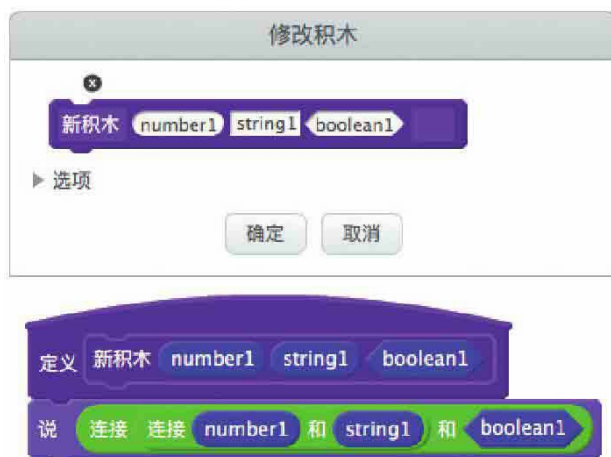 修改积木
新积木 number1 string1 boolean1
选项
确定 取消
定义 新积木 number1 string1 boolean1
说 连接 连接 number1 和 string1 和 boolean1